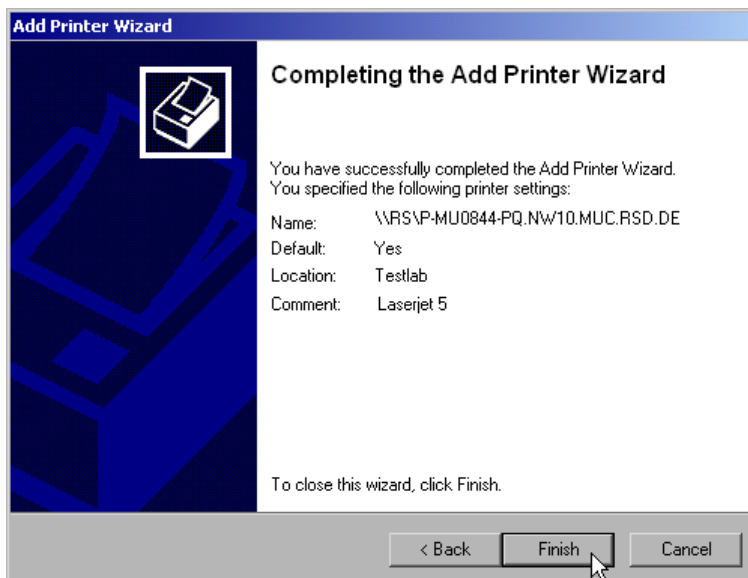 Add Printer Wizard
Completing the Add Printer Wizard
You have successfully completed the Add Printer Wizard.
You specified the following printer settings:
Name: \\RS\P-MU0844-PQ.NW10.MUC.RSD.DE
Default: Yes
Location: Testlab
Comment: Laserjet 5
To close this wizard, click Finish.
< Back Finish Cancel